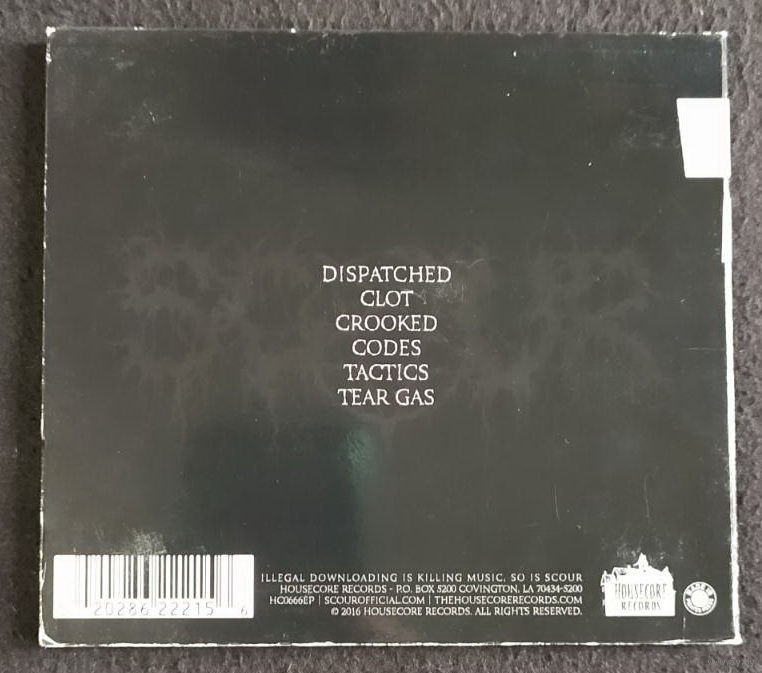 DISPATCHED
CLOT
CROOKED
CODES
TACTICS
TEAR GAS
ILLEGAL DOWNLOADING IS KILLING MUSIC, SO IS SCOUR
HOUSECORE RECORDS - P.O. BOX 5200 COVINGTON, LA 70434-5200
HC0666EP | SCOUROFFICIAL.COM | THEHOUSECORERECORDS.COM
© 2016 HOUSECORE RECORDS. ALL RIGHTS RESERVED.
20286 22215 6
HOUSECORE
RECORDS